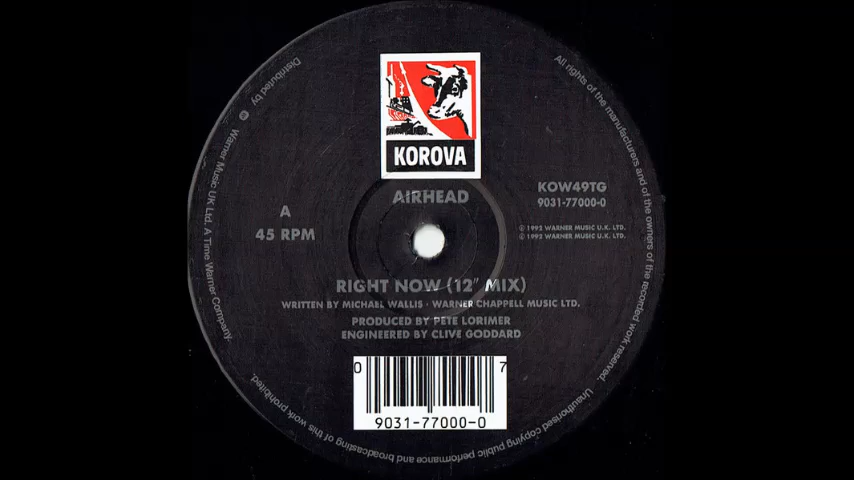 KOROVA
AIRHEAD
A
45 RPM
KOW49TG
9031-77000-0
℗ 1992 WARNER MUSIC U.K. LTD.
© 1992 WARNER MUSIC U.K. LTD.
RIGHT NOW (12" MIX)
WRITTEN BY MICHAEL WALLIS · WARNER CHAPPELL MUSIC LTD.
PRODUCED BY PETE LORIMER
ENGINEERED BY CLIVE GODDARD
0 7
9031-77000-0
All rights of the manufacturers and of the owners of the recorded work reserved. Unauthorised copying public performance and broadcasting of this work prohibited.
Distributed by Warner Music UK Ltd. A Time Warner Company.